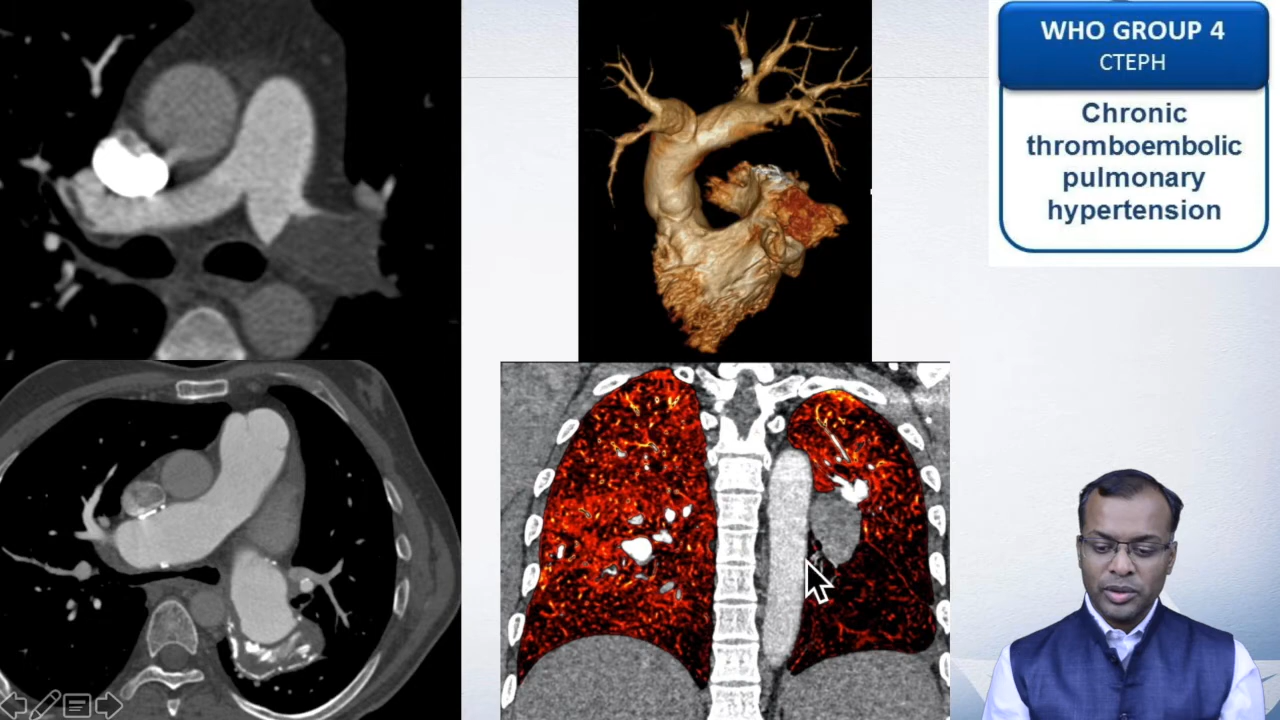 WHO GROUP 4
CTEPH
Chronic
thromboembolic
pulmonary
hypertension